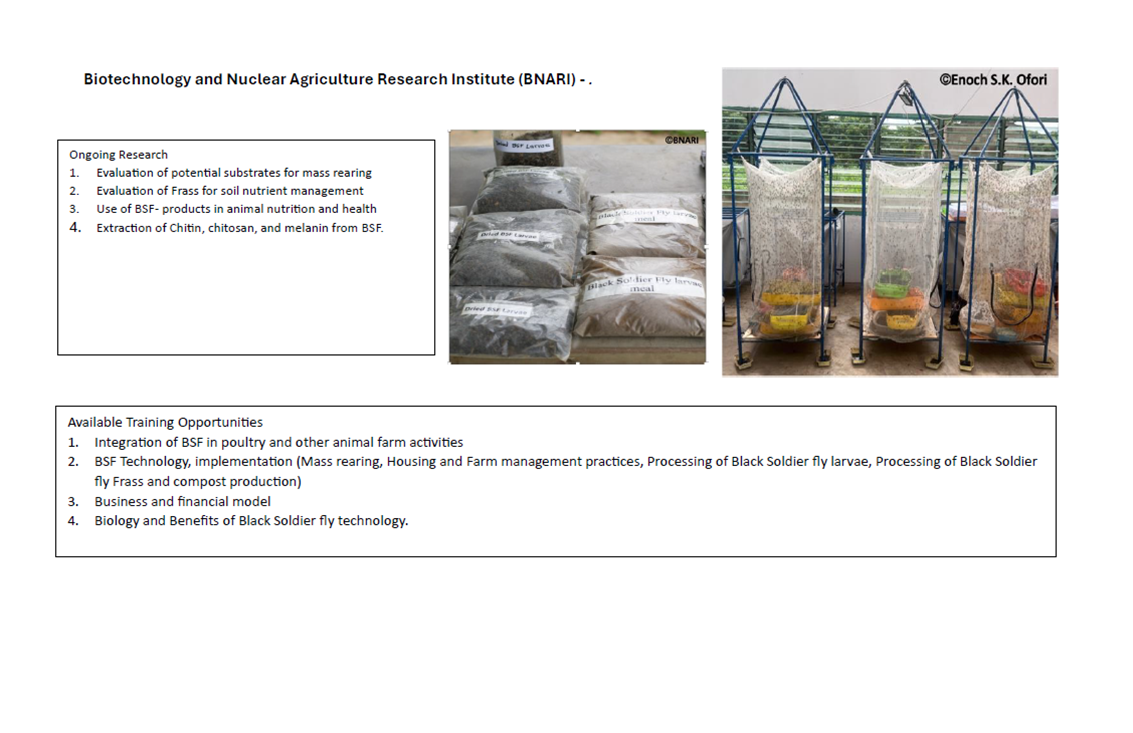 Biotechnology and Nuclear Agriculture Research Institute (BNARI) - .
©Enoch S.K. Ofori
Ongoing Research
1. Evaluation of potential substrates for mass rearing
2. Evaluation of Frass for soil nutrient management
3. Use of BSF- products in animal nutrition and health
4. Extraction of Chitin, chitosan, and melanin from BSF.
©BNARI
Dried BSF Larvae
Black Soldier Fly larvae
meal
Dried BSF Larvae
Black Soldier Fly larvae
meal
Dried BSF Larvae
Available Training Opportunities
1. Integration of BSF in poultry and other animal farm activities
2. BSF Technology, implementation (Mass rearing, Housing and Farm management practices, Processing of Black Soldier fly larvae, Processing of Black Soldier
fly Frass and compost production)
3. Business and financial model
4. Biology and Benefits of Black Soldier fly technology.